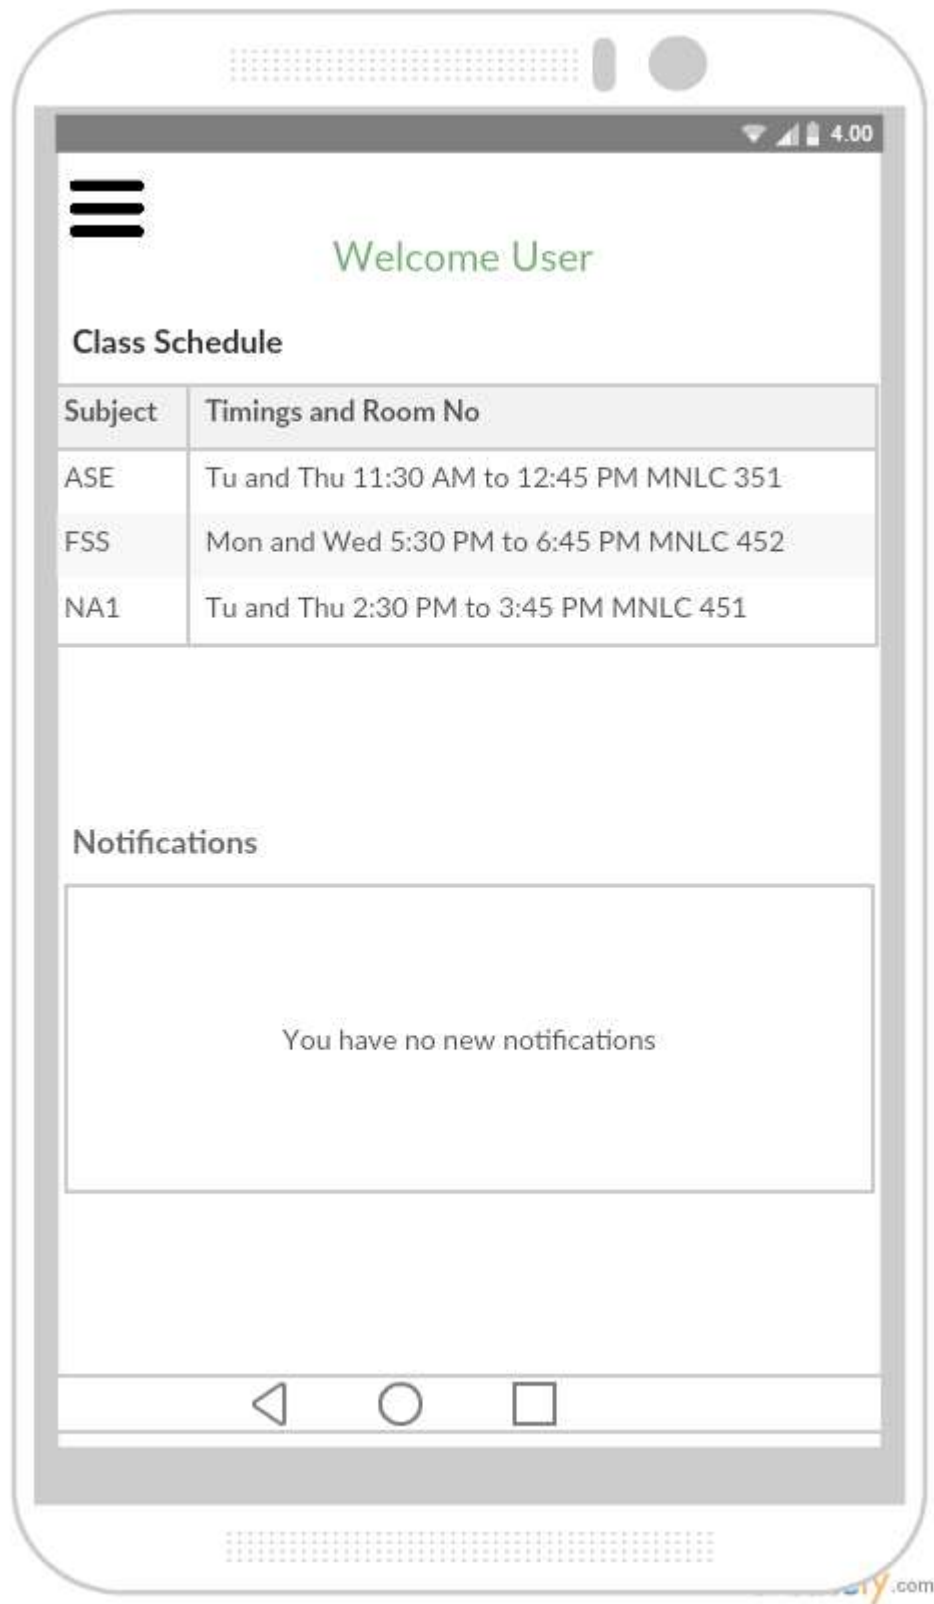 4.00
Welcome User
Class Schedule
Subject Timings and Room No
ASE Tu and Thu 11:30 AM to 12:45 PM MNLC 351
FSS Mon and Wed 5:30 PM to 6:45 PM MNLC 452
NA1 Tu and Thu 2:30 PM to 3:45 PM MNLC 451
Notifications
You have no new notifications
.com